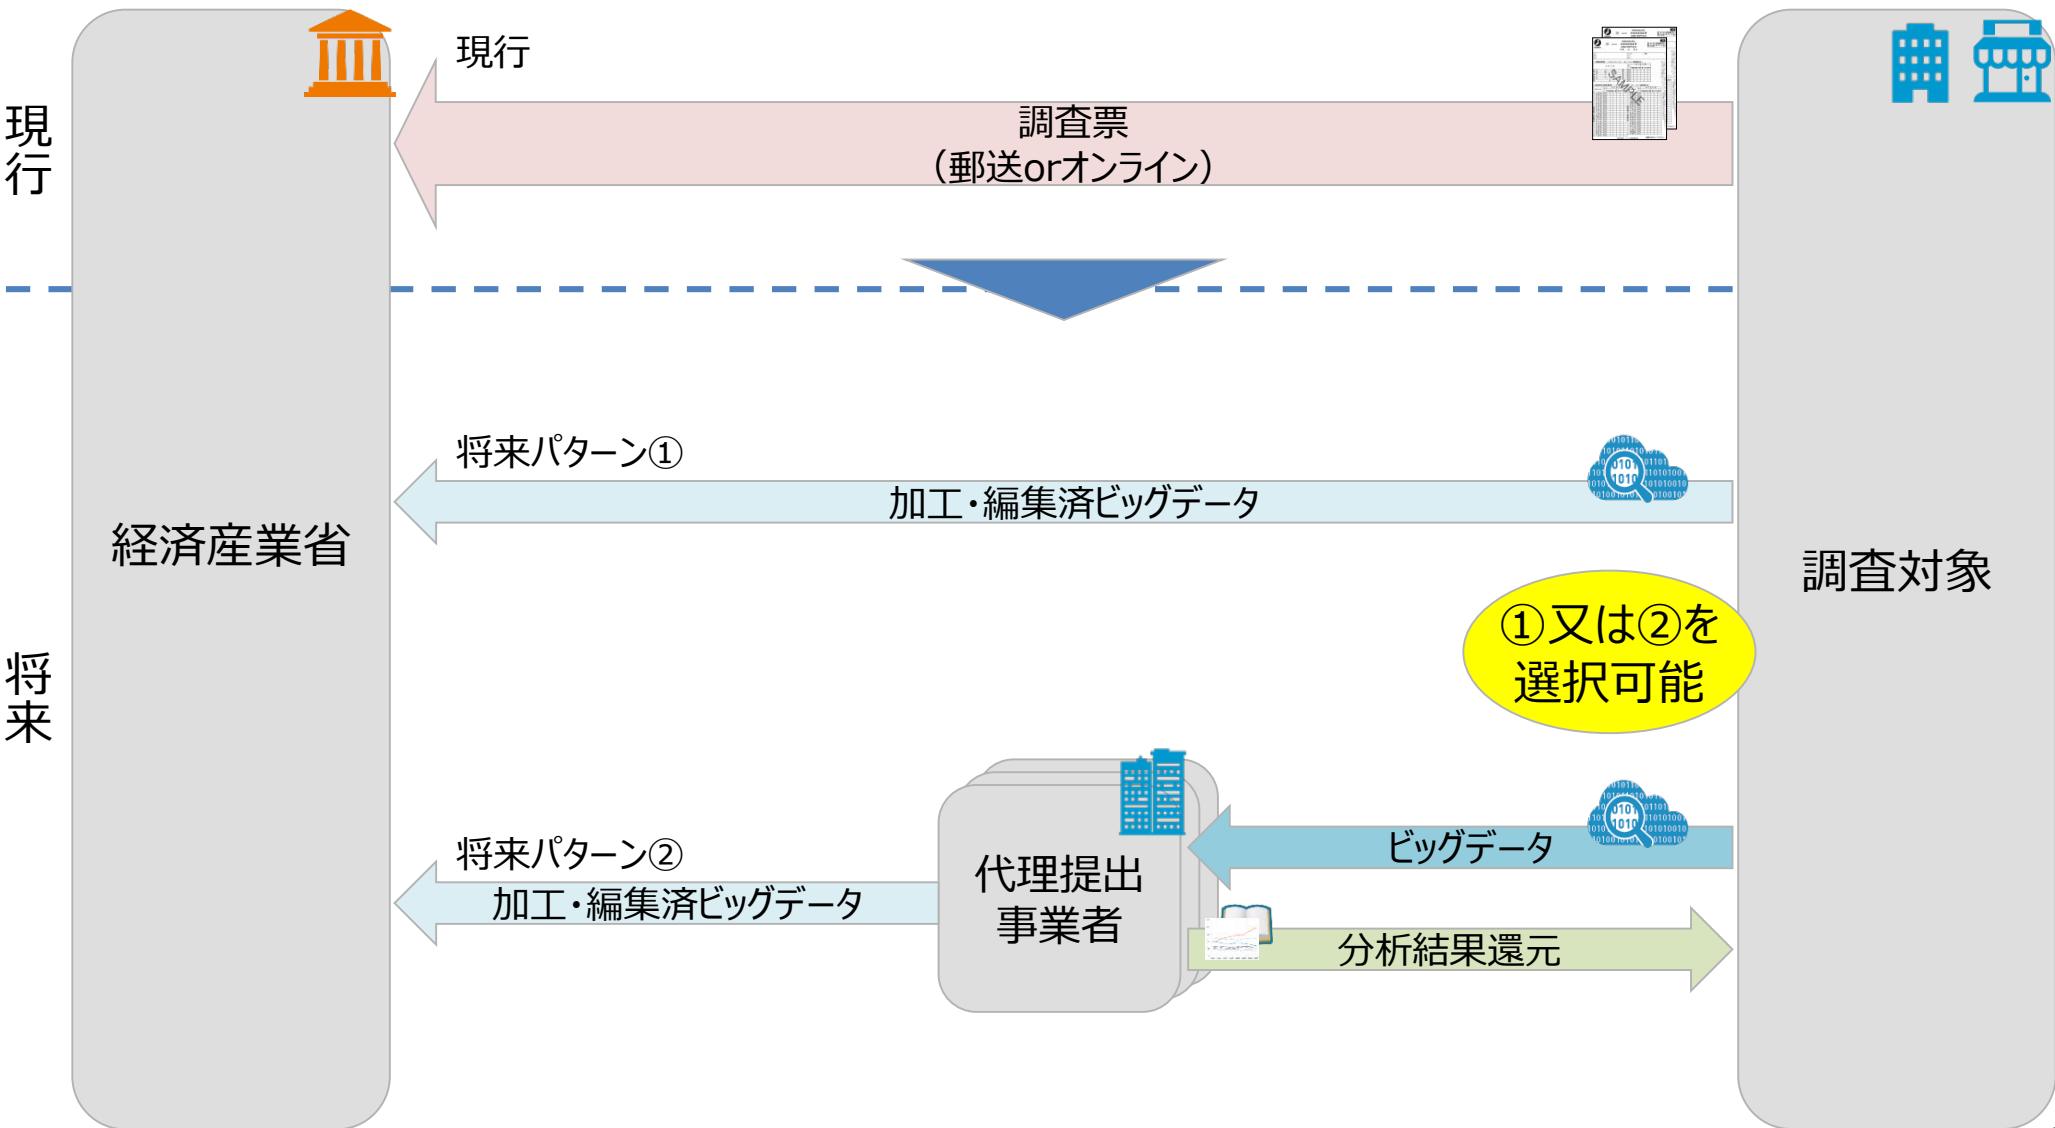 現行
現行
調査票
（郵送orオンライン）
SAMPLE
将来
将来パターン①
加工・編集済ビッグデータ
経済産業省
調査対象
①又は②を
選択可能
将来パターン②
加工・編集済ビッグデータ
代理提出
事業者
ビッグデータ
分析結果還元